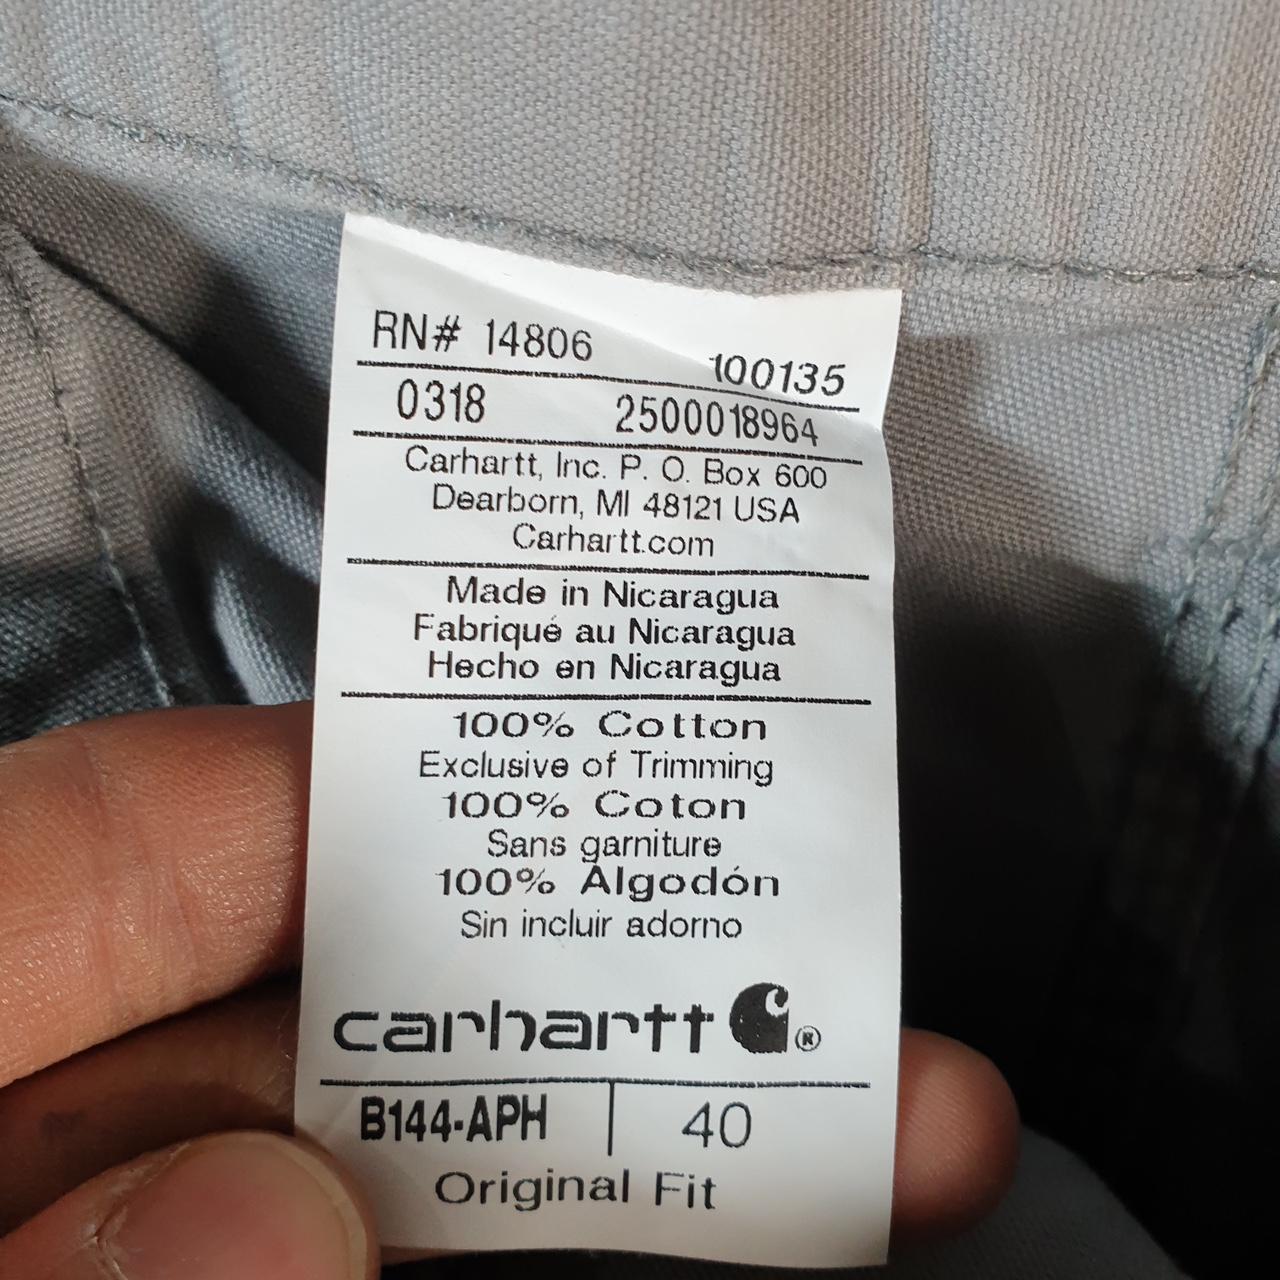 RN# 14806 100135
0318 2500018964
Carhartt, Inc. P. O. Box 600
Dearborn, MI 48121 USA
Carhartt.com
Made in Nicaragua
Fabriqué au Nicaragua
Hecho en Nicaragua
100% Cotton
Exclusive of Trimming
100% Coton
Sans garniture
100% Algodón
Sin incluir adorno
carhartt ®
B144-APH 40
Original Fit